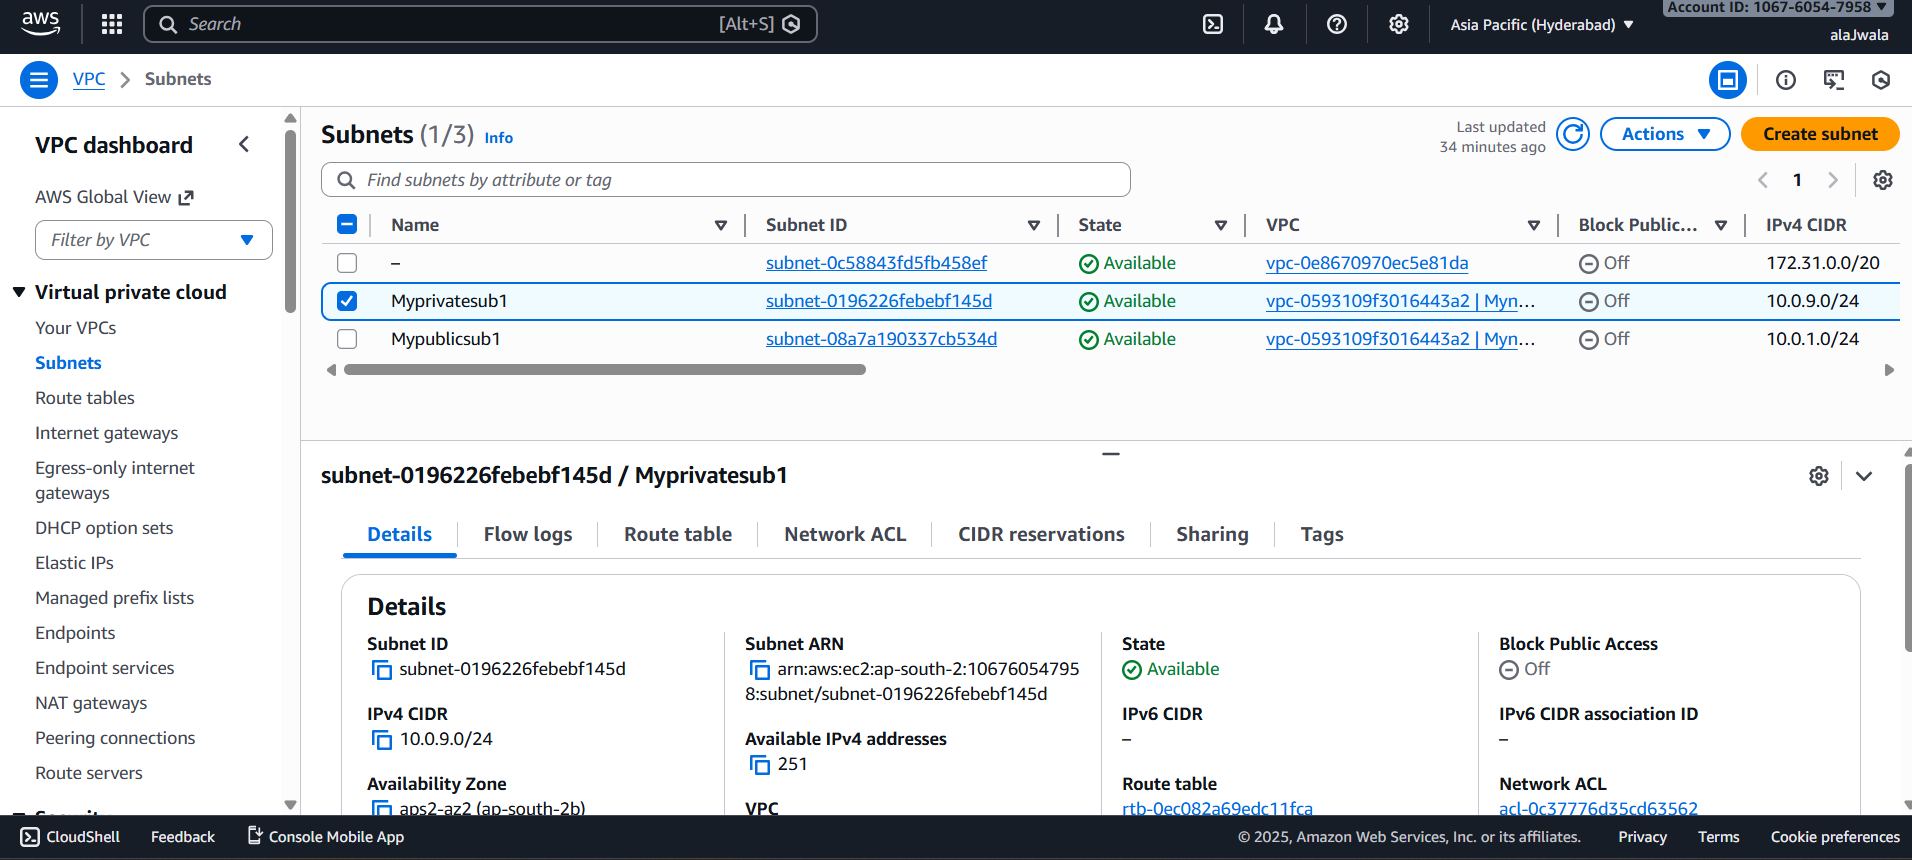 aws
Search [Alt+S]
Asia Pacific (Hyderabad) ▼
Account ID: 1067-6054-7958 ▼
alaJwala
VPC > Subnets
VPC dashboard
AWS Global View
Filter by VPC
Virtual private cloud
Your VPCs
Subnets
Route tables
Internet gateways
Egress-only internet
gateways
DHCP option sets
Elastic IPs
Managed prefix lists
Endpoints
Endpoint services
NAT gateways
Peering connections
Route servers
Security
Subnets (1/3) Info
Last updated
34 minutes ago
Actions
Create subnet
Find subnets by attribute or tag
1
Name Subnet ID State VPC Block Public... IPv4 CIDR
– subnet-0c58843fd5fb458ef Available vpc-0e8670970ec5e81da Off 172.31.0.0/20
Myprivatesub1 subnet-0196226febebf145d Available vpc-0593109f3016443a2 | Myn... Off 10.0.9.0/24
Mypublicsub1 subnet-08a7a190337cb534d Available vpc-0593109f3016443a2 | Myn... Off 10.0.1.0/24
subnet-0196226febebf145d / Myprivatesub1
Details Flow logs Route table Network ACL CIDR reservations Sharing Tags
Details
Subnet ID
subnet-0196226febebf145d
IPv4 CIDR
10.0.9.0/24
Availability Zone
aps2-az2 (ap-south-2b)
Subnet ARN
arn:aws:ec2:ap-south-2:10676054795
8:subnet/subnet-0196226febebf145d
Available IPv4 addresses
251
VPC
State
Available
IPv6 CIDR
–
Route table
rtb-0ec082a69edc11fca
Block Public Access
Off
IPv6 CIDR association ID
–
Network ACL
acl-0c37776d35cd63562
CloudShell Feedback Console Mobile App
© 2025, Amazon Web Services, Inc. or its affiliates. Privacy Terms Cookie preferences